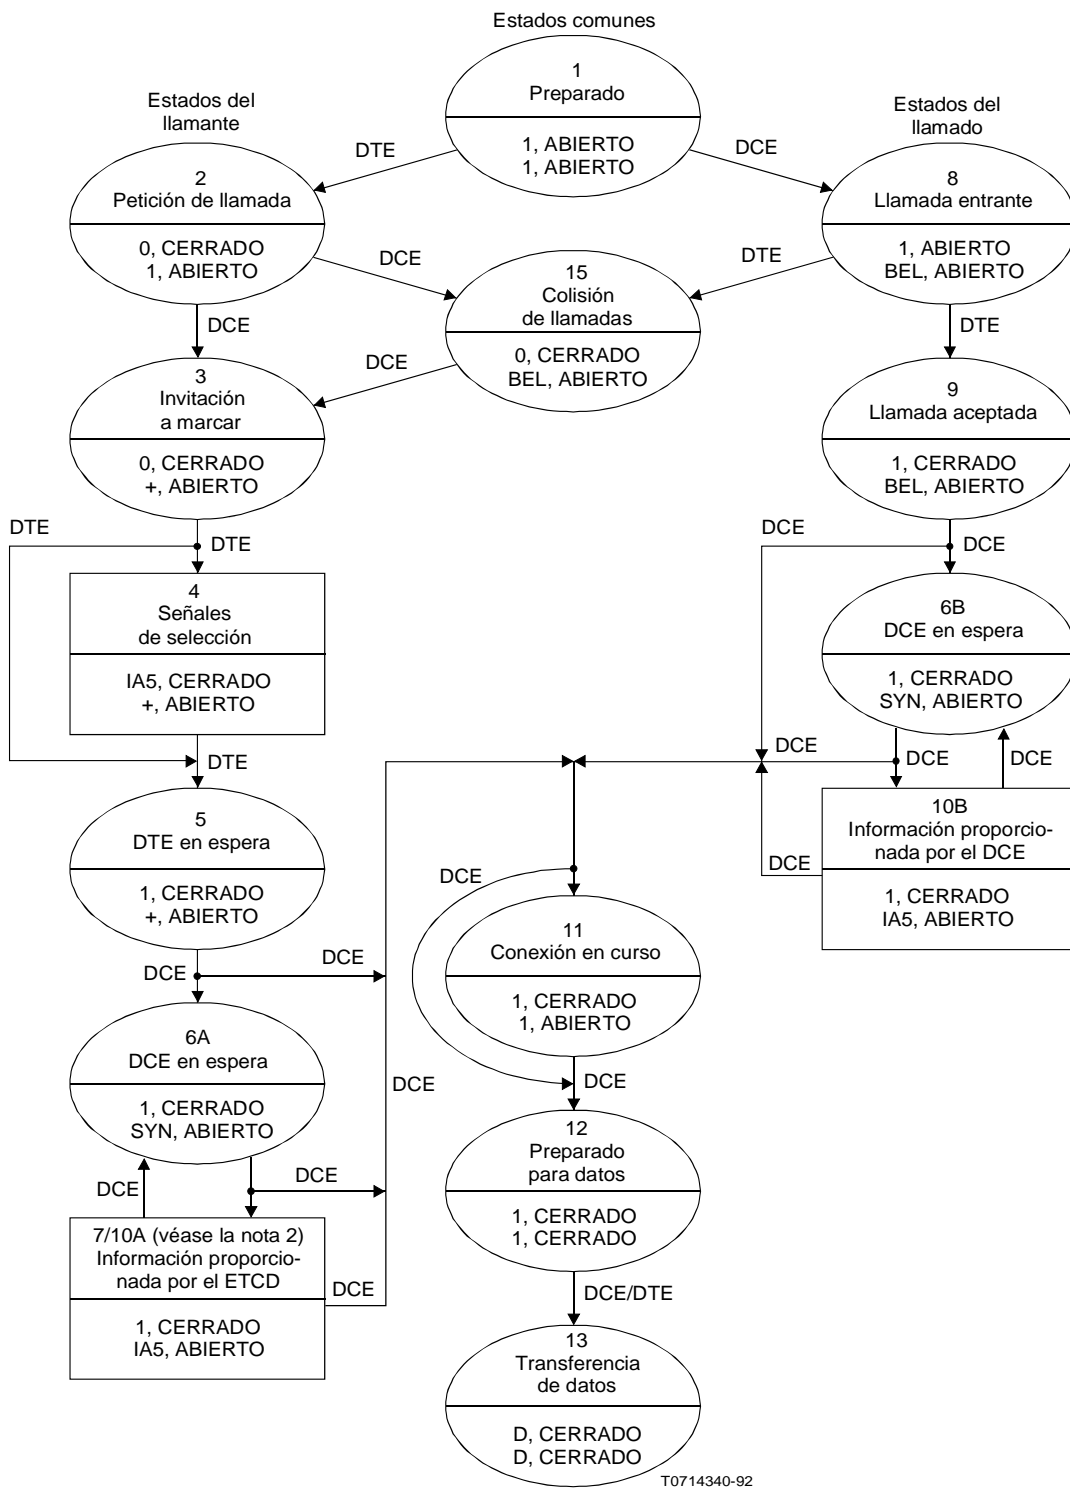 Estados comunes
1
Preparado
1, ABIERTO
1, ABIERTO
Estados del
llamante
Estados del
llamado
DTE
DCE
2
Petición de llamada
0, CERRADO
1, ABIERTO
8
Llamada entrante
1, ABIERTO
BEL, ABIERTO
DCE
DTE
15
Colisión
de llamadas
0, CERRADO
BEL, ABIERTO
DCE
DTE
DCE
3
Invitación
a marcar
0, CERRADO
+, ABIERTO
9
Llamada aceptada
1, CERRADO
BEL, ABIERTO
DTE
DTE
DCE
DCE
4
Señales
de selección
IA5, CERRADO
+, ABIERTO
6B
DCE en espera
1, CERRADO
SYN, ABIERTO
DTE
DCE
DCE
DCE
5
DTE en espera
1, CERRADO
+, ABIERTO
10B
Información proporcio-
nada por el DCE
1, CERRADO
IA5, ABIERTO
DCE
DCE
11
Conexión en curso
1, CERRADO
1, ABIERTO
DCE
DCE
6A
DCE en espera
1, CERRADO
SYN, ABIERTO
DCE
DCE
12
Preparado
para datos
1, CERRADO
1, CERRADO
DCE
DCE
7/10A (véase la nota 2)
Información proporcio-
nada por el ETCD
1, CERRADO
IA5, ABIERTO
DCE
DCE/DTE
13
Transferencia
de datos
D, CERRADO
D, CERRADO
T0714340-92